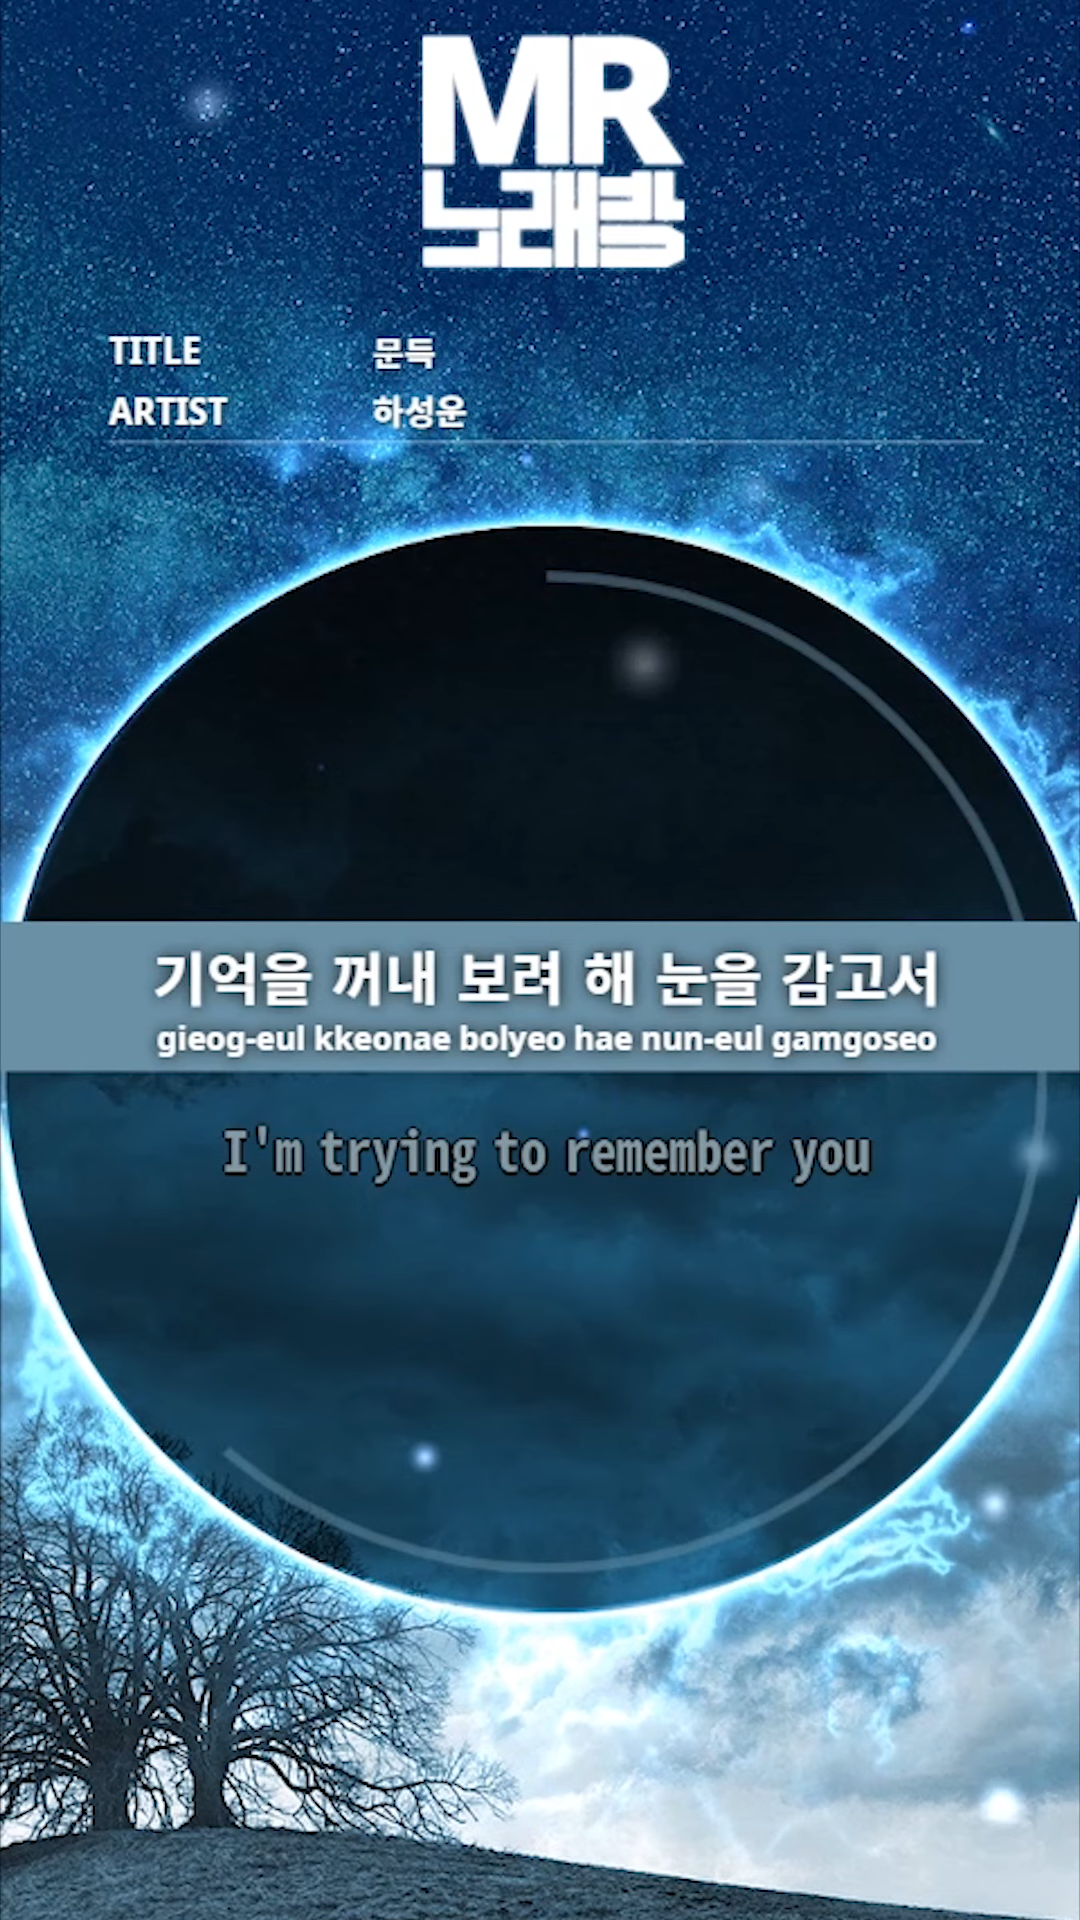 MR
노래방
TITLE 문득
ARTIST 하성운
기억을 꺼내 보려 해 눈을 감고서
gieog-eul kkeonae bolyeo hae nun-eul gamgoseo
I'm trying to remember you